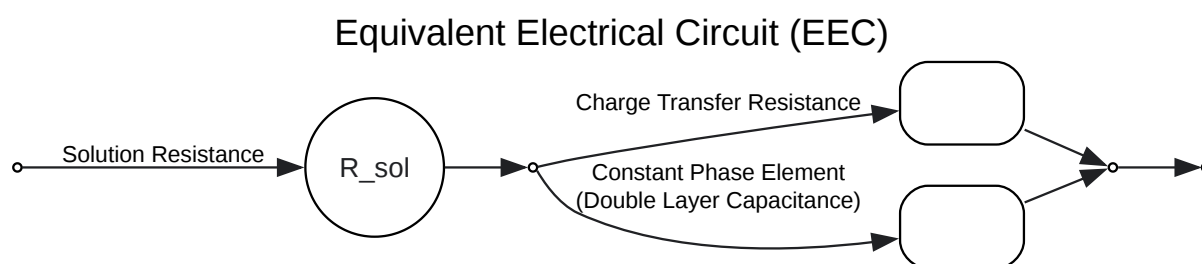 Equivalent Electrical Circuit (EEC)
Charge Transfer Resistance
Solution Resistance
R_sol
Constant Phase Element
(Double Layer Capacitance)